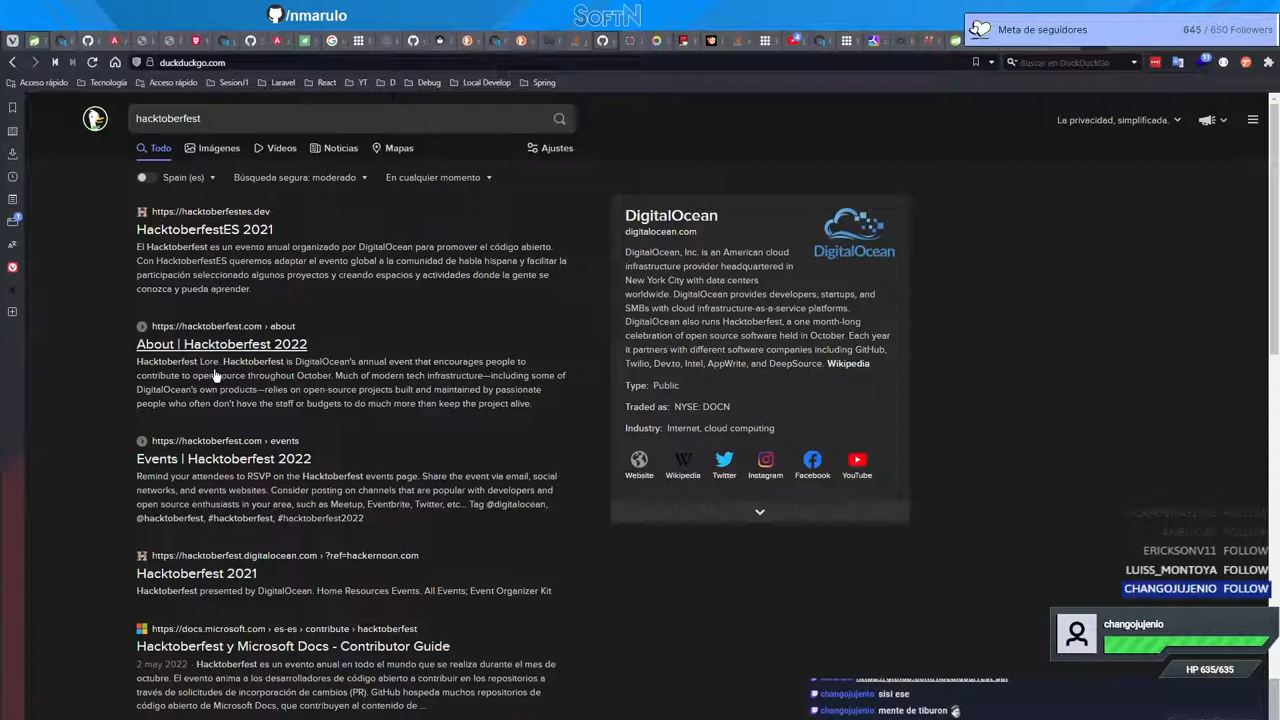 /nmarulo
SOFTN
Meta de seguidores
645 / 650 Followers
duckduckgo.com
Buscar en DuckDuckGo
Acceso rápido
Tecnología
Acceso rápido
SesionJ1
Laravel
React
YT
D
Debug
Local Develop
Spring
hacktoberfest
La privacidad, simplificada.
Todo
Imágenes
Vídeos
Noticias
Mapas
Ajustes
Spain (es)
Búsqueda segura: moderado
En cualquier momento
https://hacktoberfestes.dev
HacktoberfestES 2021
El Hacktoberfest es un evento anual organizado por DigitalOcean para promover el código abierto.
Con HacktoberfestES queremos adaptar el evento global a la comunidad de habla hispana y facilitar la
participación seleccionado algunos proyectos y creando espacios y actividades donde la gente se
conozca y pueda aprender.
https://hacktoberfest.com › about
About | Hacktoberfest 2022
Hacktoberfest Lore. Hacktoberfest is DigitalOcean's annual event that encourages people to
contribute to open source throughout October. Much of modern tech infrastructure—including some of
DigitalOcean's own products—relies on open-source projects built and maintained by passionate
people who often don't have the staff or budgets to do much more than keep the project alive.
https://hacktoberfest.com › events
Events | Hacktoberfest 2022
Remind your attendees to RSVP on the Hacktoberfest events page. Share the event via email, social
networks, and events websites. Consider posting on channels that are popular with developers and
open source enthusiasts in your area, such as Meetup, Eventbrite, Twitter, etc... Tag @digitalocean,
@hacktoberfest, #hacktoberfest, #hacktoberfest2022
https://hacktoberfest.digitalocean.com › ?ref=hackernoon.com
Hacktoberfest 2021
Hacktoberfest presented by DigitalOcean. Home Resources Events. All Events; Event Organizer Kit
https://docs.microsoft.com › es-es › contribute › hacktoberfest
Hacktoberfest y Microsoft Docs - Contributor Guide
2 may 2022 · Hacktoberfest es un evento anual en todo el mundo que se realiza durante el mes de
octubre. El evento anima a los desarrolladores de código abierto a contribuir en los repositorios a
través de solicitudes de incorporación de cambios (PR). GitHub hospeda muchos repositorios de
código abierto de Microsoft Docs, que contribuyen al contenido de ...
DigitalOcean
digitalocean.com
DigitalOcean, Inc. is an American cloud
infrastructure provider headquartered in
New York City with data centers
worldwide. DigitalOcean provides developers, startups, and
SMBs with cloud infrastructure-as-a-service platforms.
DigitalOcean also runs Hacktoberfest, a one month-long
celebration of open source software held in October. Each year
it partners with different software companies including GitHub,
Twilio, Dev.to, Intel, AppWrite, and DeepSource. Wikipedia
Type: Public
Traded as: NYSE: DOCN
Industry: Internet, cloud computing
Website
Wikipedia
Twitter
Instagram
Facebook
YouTube
DigitalOcean
FOLLOW
ERICKSONV11 FOLLOW
LUISS_MONTOYA FOLLOW
CHANGOJUJENIO FOLLOW
changojujenio
HP 635/635
changojujenio sisi ese
changojujenio mente de tiburon